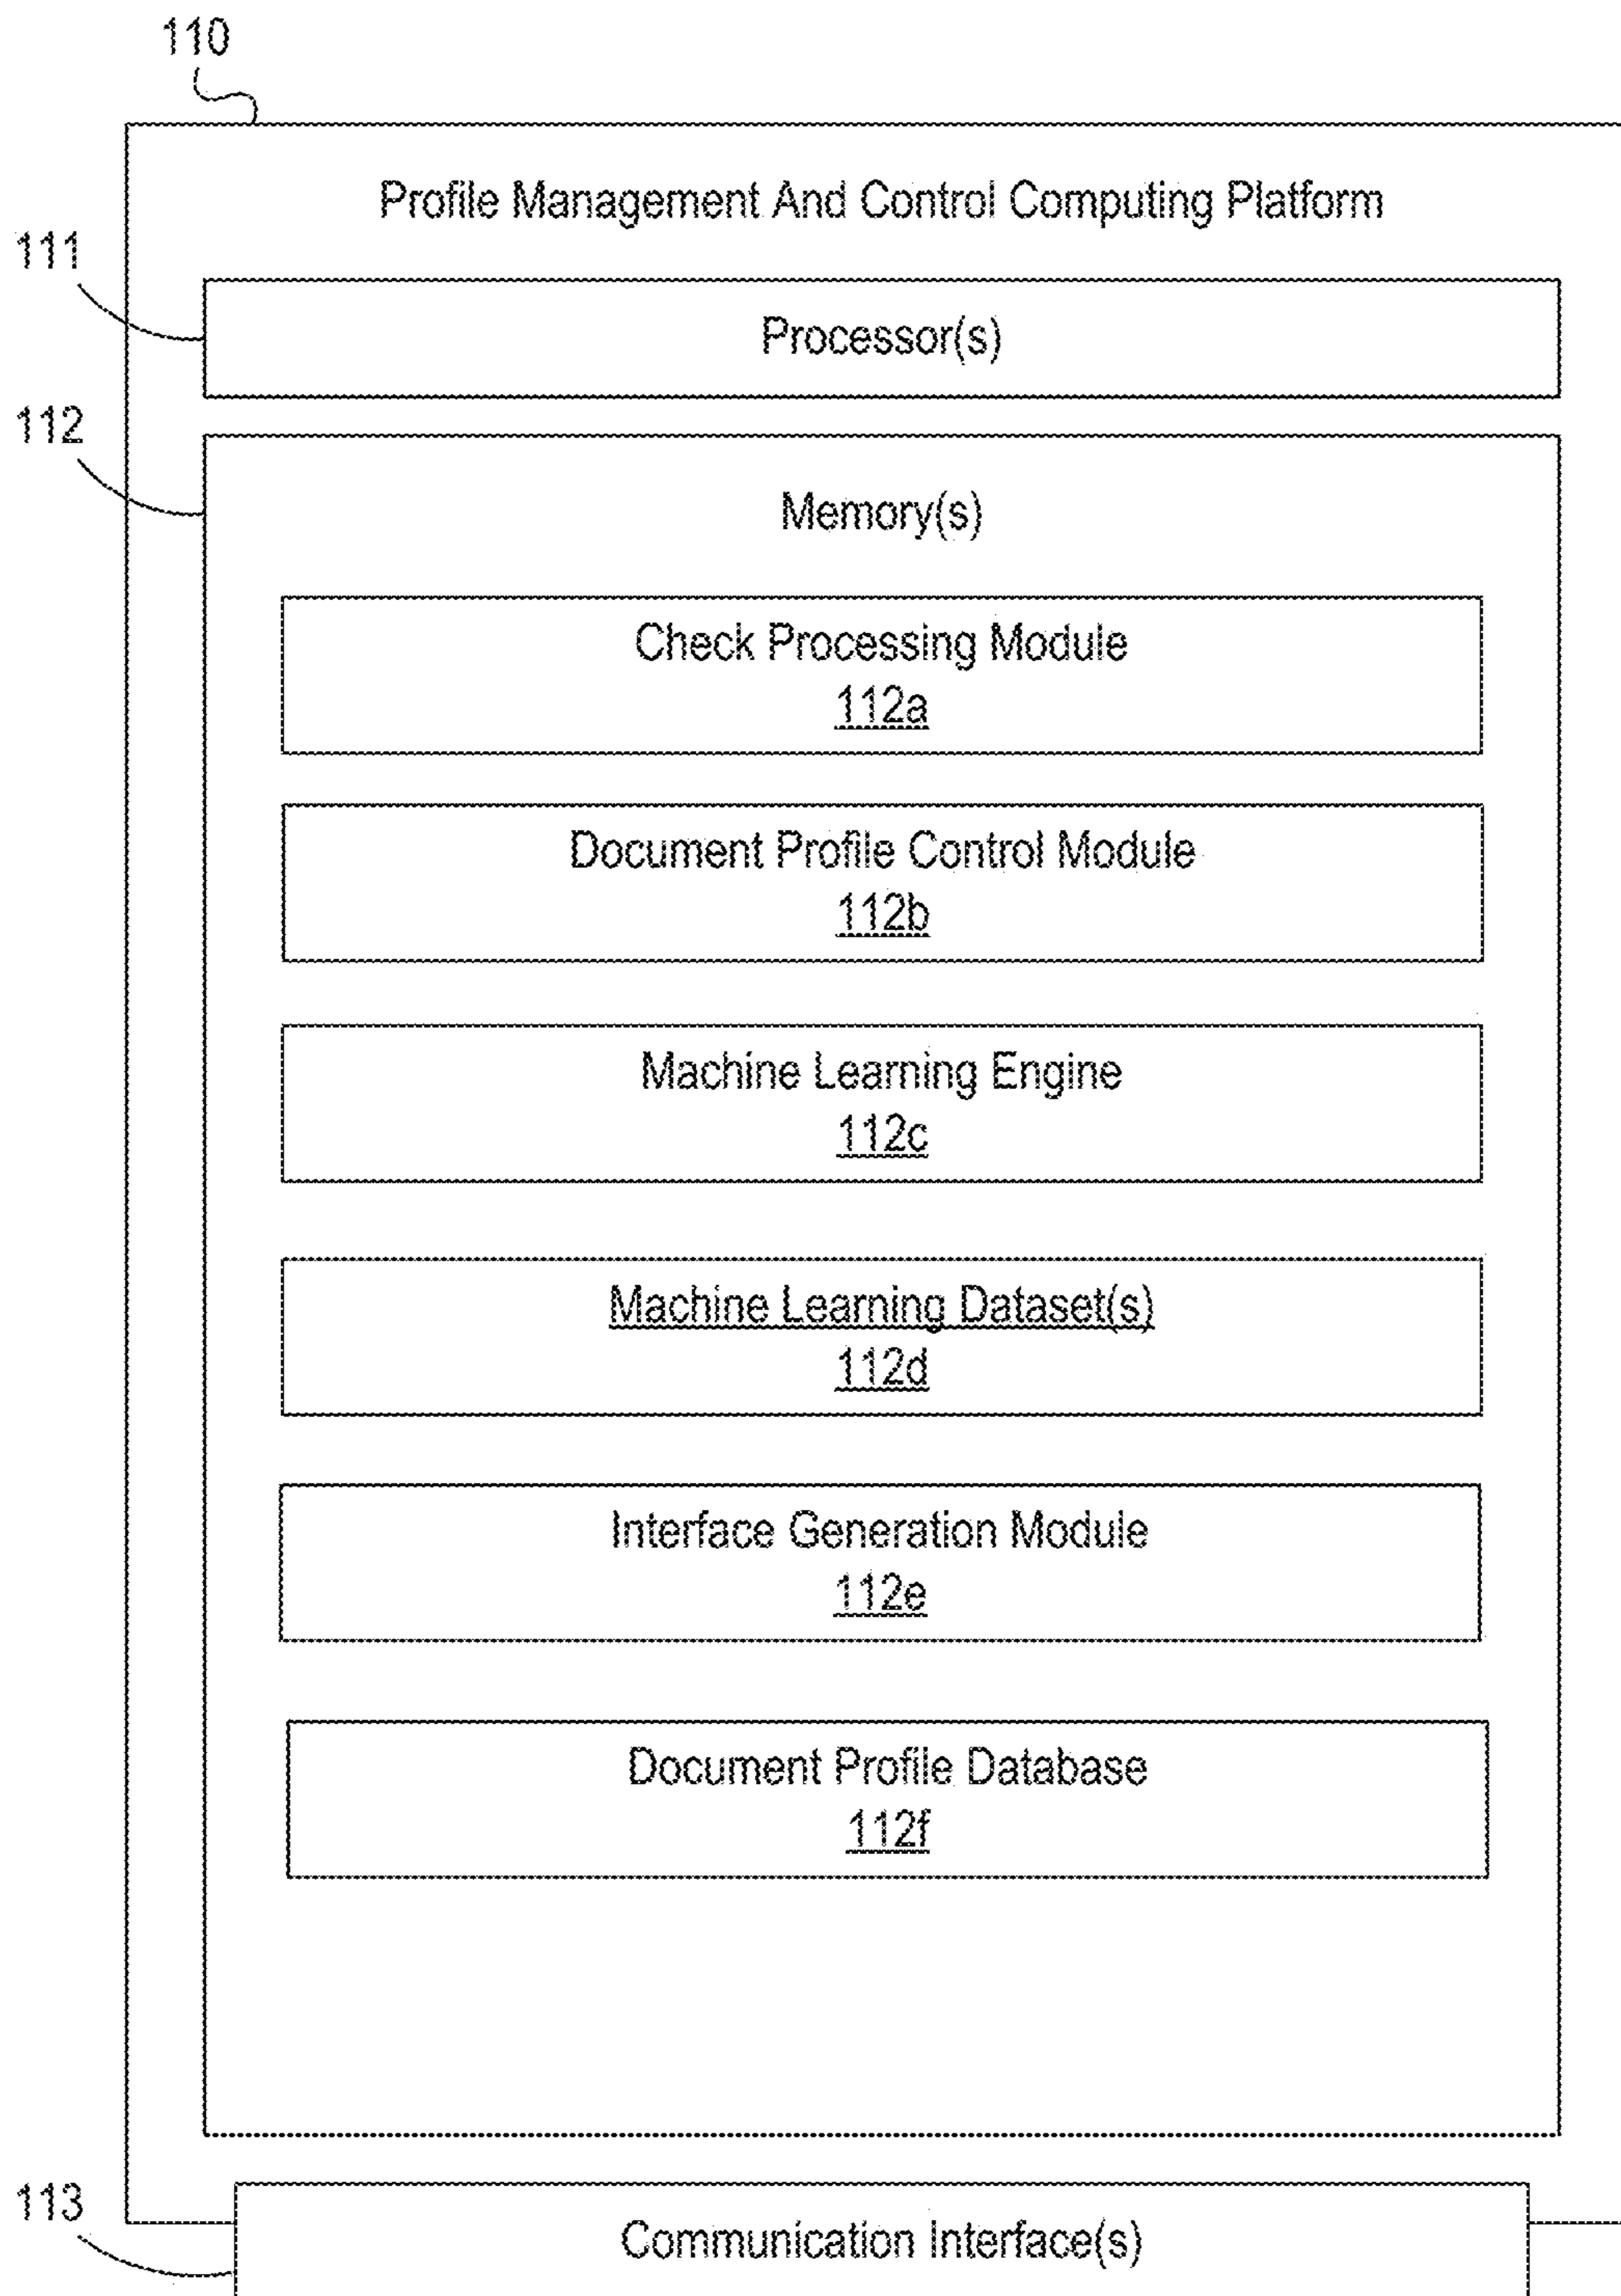 110
Profile Management And Control Computing Platform
111
Processor(s)
112
Memory(s)
Check Processing Module
112a
Document Profile Control Module
112b
Machine Learning Engine
112c
Machine Learning Dataset(s)
112d
Interface Generation Module
112e
Document Profile Database
112f
113
Communication Interface(s)